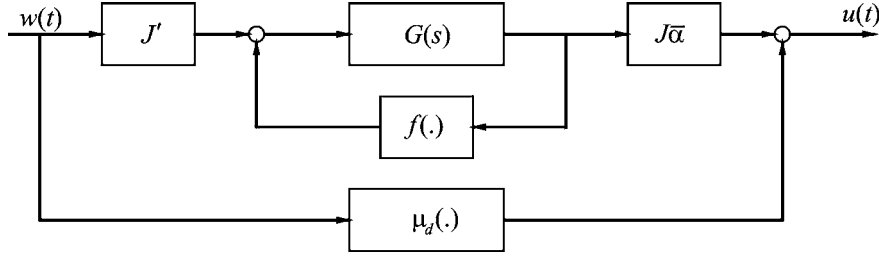 w(t)
J′
G(s)
Jᾱ
u(t)
f(.)
μ_d(.)